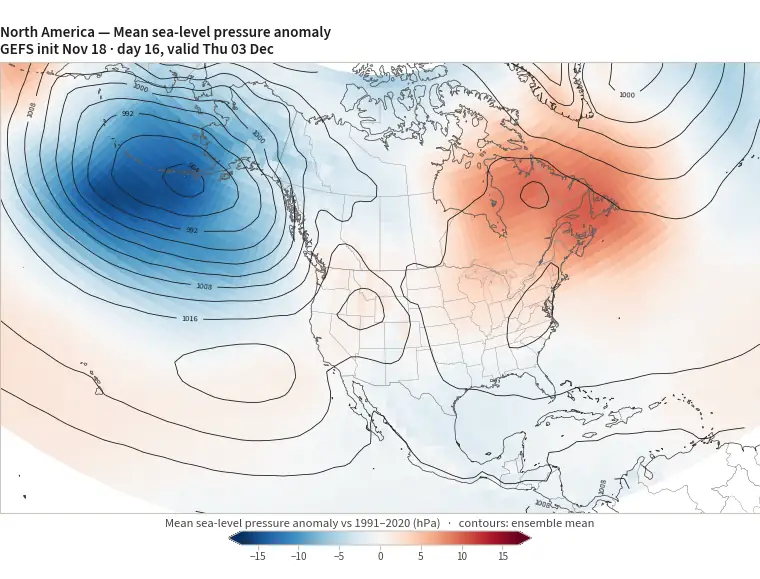 North America — Mean sea-level pressure anomaly
GEFS init Nov 18 · day 16, valid Thu 03 Dec
1000
1008
992
1000
1000
992
1008
1016
1008
1008
Mean sea-level pressure anomaly vs 1991–2020 (hPa) · contours: ensemble mean
−15 −10 −5 0 5 10 15